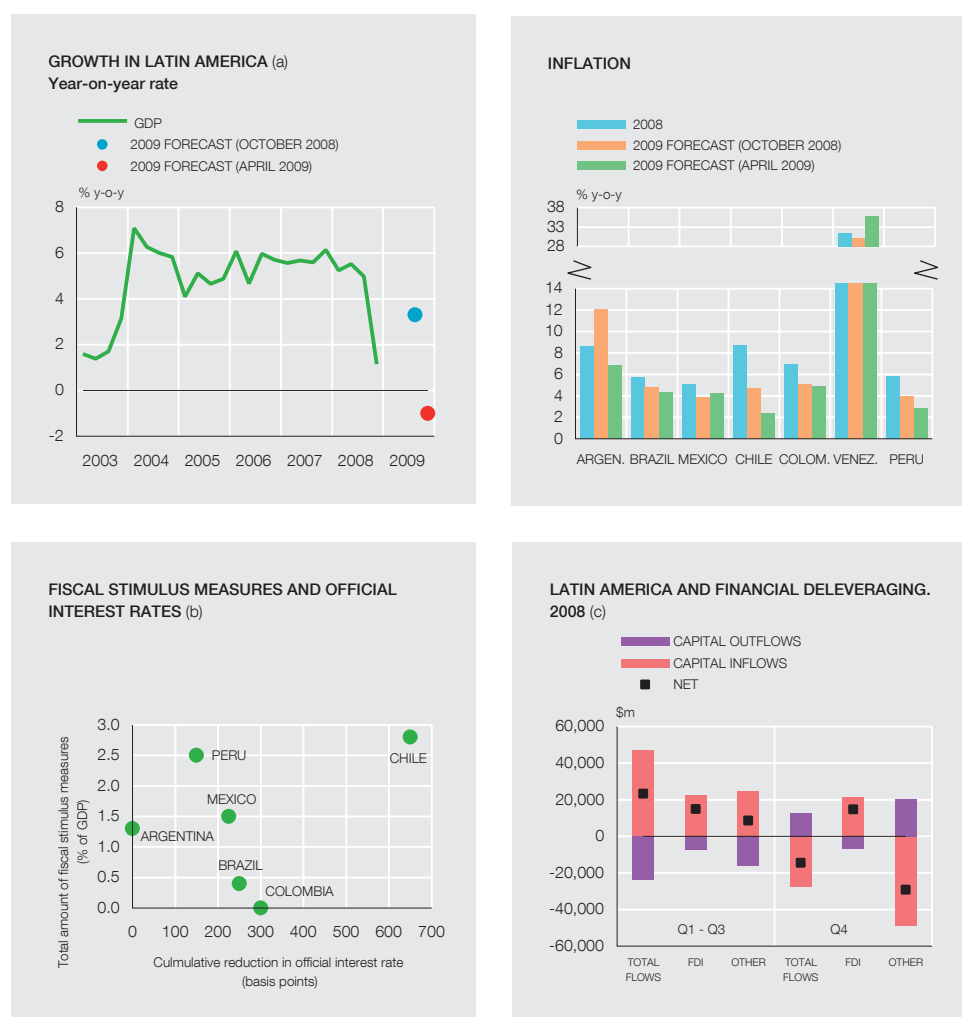 GROWTH IN LATIN AMERICA (a)
Year-on-year rate
GDP
2009 FORECAST (OCTOBER 2008)
2009 FORECAST (APRIL 2009)
% y-o-y
8
6
4
2
0
-2
2003 2004 2005 2006 2007 2008 2009
INFLATION
2008
2009 FORECAST (OCTOBER 2008)
2009 FORECAST (APRIL 2009)
% y-o-y
38
33
28
14
12
10
8
6
4
2
0
ARGEN. BRAZIL MEXICO CHILE COLOM. VENEZ. PERU
FISCAL STIMULUS MEASURES AND OFFICIAL
INTEREST RATES (b)
Total amount of fiscal stimulus measures
(% of GDP)
3.0
2.5
2.0
1.5
1.0
0.5
0.0
PERU
CHILE
MEXICO
ARGENTINA
BRAZIL
COLOMBIA
0 100 200 300 400 500 600 700
Culmulative reduction in official interest rate
(basis points)
LATIN AMERICA AND FINANCIAL DELEVERAGING.
2008 (c)
CAPITAL OUTFLOWS
CAPITAL INFLOWS
NET
$m
60,000
40,000
20,000
0
-20,000
-40,000
-60,000
Q1 - Q3 Q4
TOTAL FDI OTHER TOTAL FDI OTHER
FLOWS FLOWS